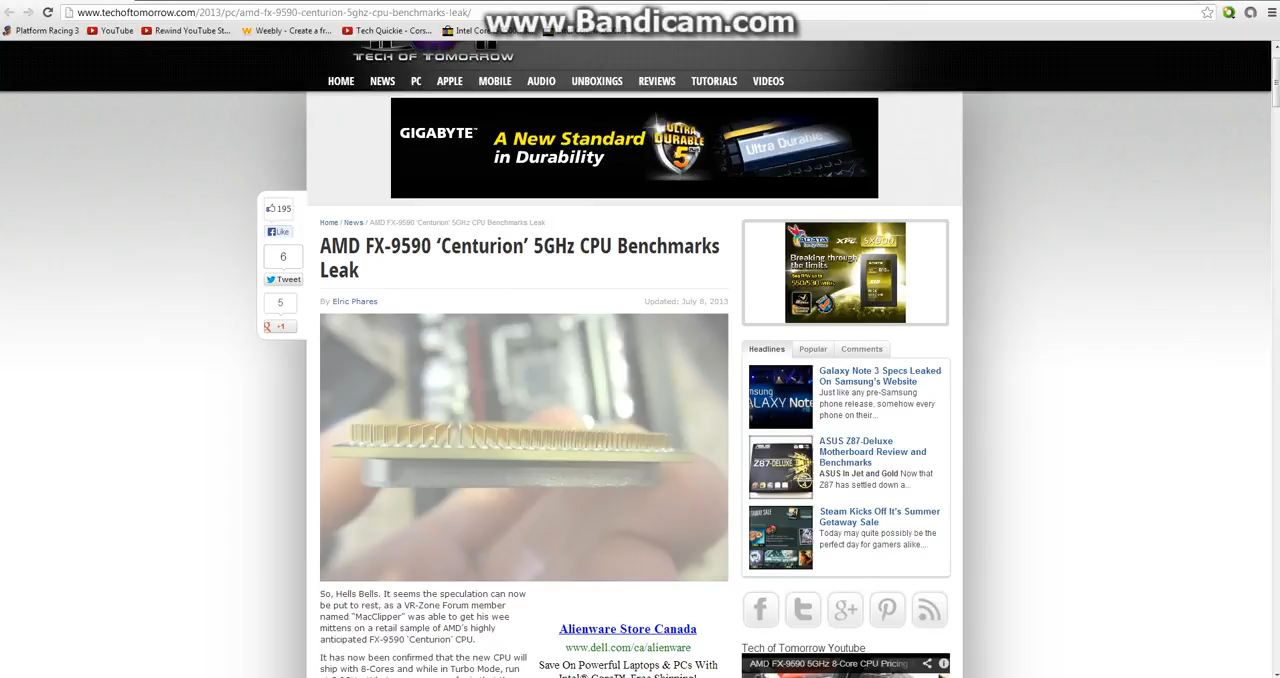 www.techoftomorrow.com/2013/pc/amd-fx-9590-centurion-5ghz-cpu-benchmarks-leak/
www.Bandicam.com
Platform Racing 3
YouTube
Rewind YouTube St...
Weebly - Create a fr...
Tech Quickie - Cors...
Intel Core
TECH OF TOMORROW
HOME
NEWS
PC
APPLE
MOBILE
AUDIO
UNBOXINGS
REVIEWS
TUTORIALS
VIDEOS
GIGABYTE™
A New Standard
in Durability
ULTRA
DURABLE
5
Ultra Durable
195
Like
6
Tweet
5
+1
Home / News / AMD FX-9590 ‘Centurion’ 5GHz CPU Benchmarks Leak
AMD FX-9590 ‘Centurion’ 5GHz CPU Benchmarks
Leak
By Elric Phares
Updated: July 8, 2013
So, Hells Bells. It seems the speculation can now
be put to rest, as a VR-Zone Forum member
named “MacClipper” was able to get his wee
mittens on a retail sample of AMD’s highly
anticipated FX-9590 ‘Centurion’ CPU.
It has now been confirmed that the new CPU will
ship with 8-Cores and while in Turbo Mode, run
Alienware Store Canada
www.dell.com/ca/alienware
Save On Powerful Laptops & PCs With
Intel® Core™. Free Shipping!
ADATA XPG SX900
Breaking through
the limits
550/530 MB/s
Headlines
Popular
Comments
Galaxy Note 3 Specs Leaked
On Samsung's Website
Just like any pre-Samsung
phone release, somehow every
phone on their...
ASUS Z87-Deluxe
Motherboard Review and
Benchmarks
ASUS In Jet and Gold Now that
Z87 has settled down a...
Steam Kicks Off It's Summer
Getaway Sale
Today may quite possibly be the
perfect day for gamers alike....
Tech of Tomorrow Youtube
AMD FX-9590 5GHz 8-Core CPU Pricing